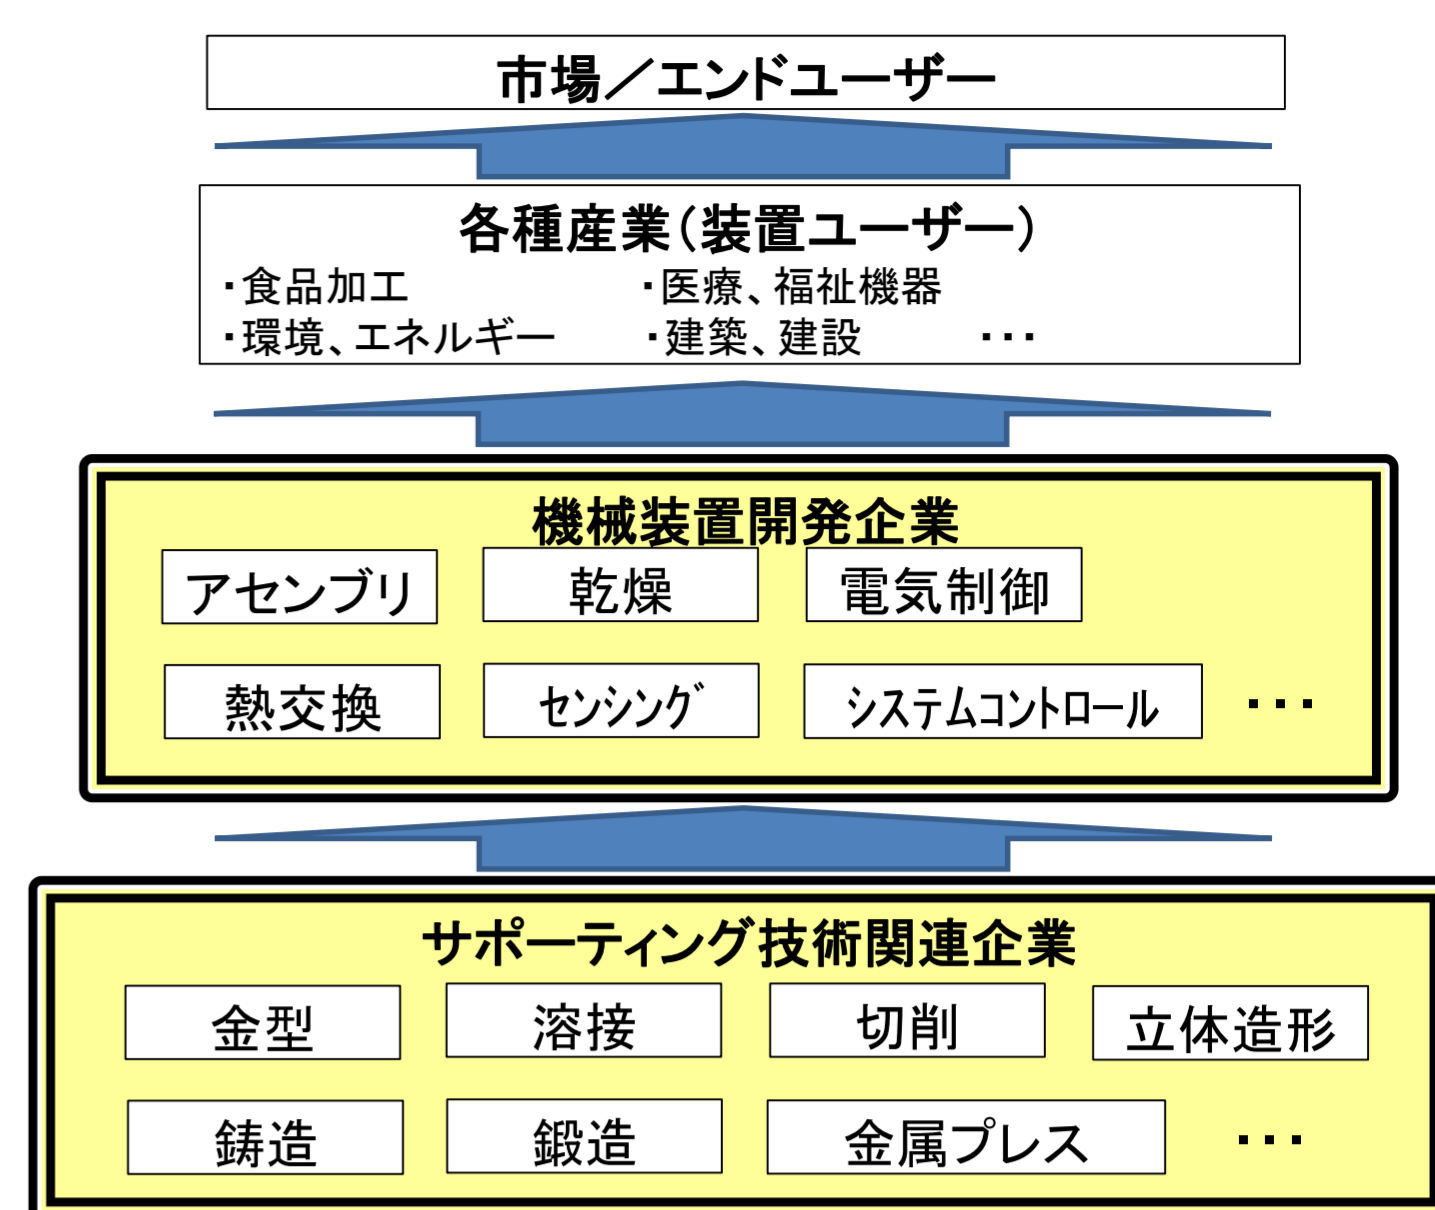 市場／エンドユーザー
各種産業（装置ユーザー）
・食品加工 ・医療、福祉機器
・環境、エネルギー ・建築、建設 ・・・
機械装置開発企業
アセンブリ 乾燥 電気制御
熱交換 センシング システムコントロール ・・・
サポーティング技術関連企業
金型 溶接 切削 立体造形
鋳造 鍛造 金属プレス ・・・